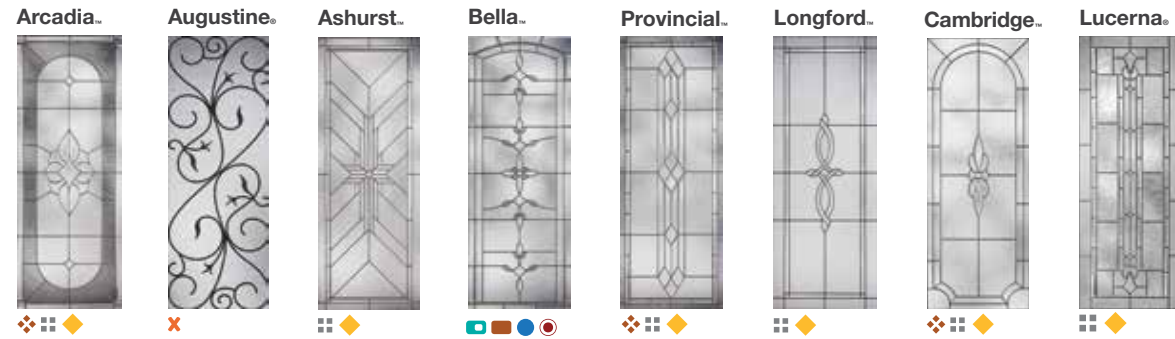 Arcadia™
Augustine®
Ashurst™
Bella™
Provincial™
Longford™
Cambridge™
Lucerna®